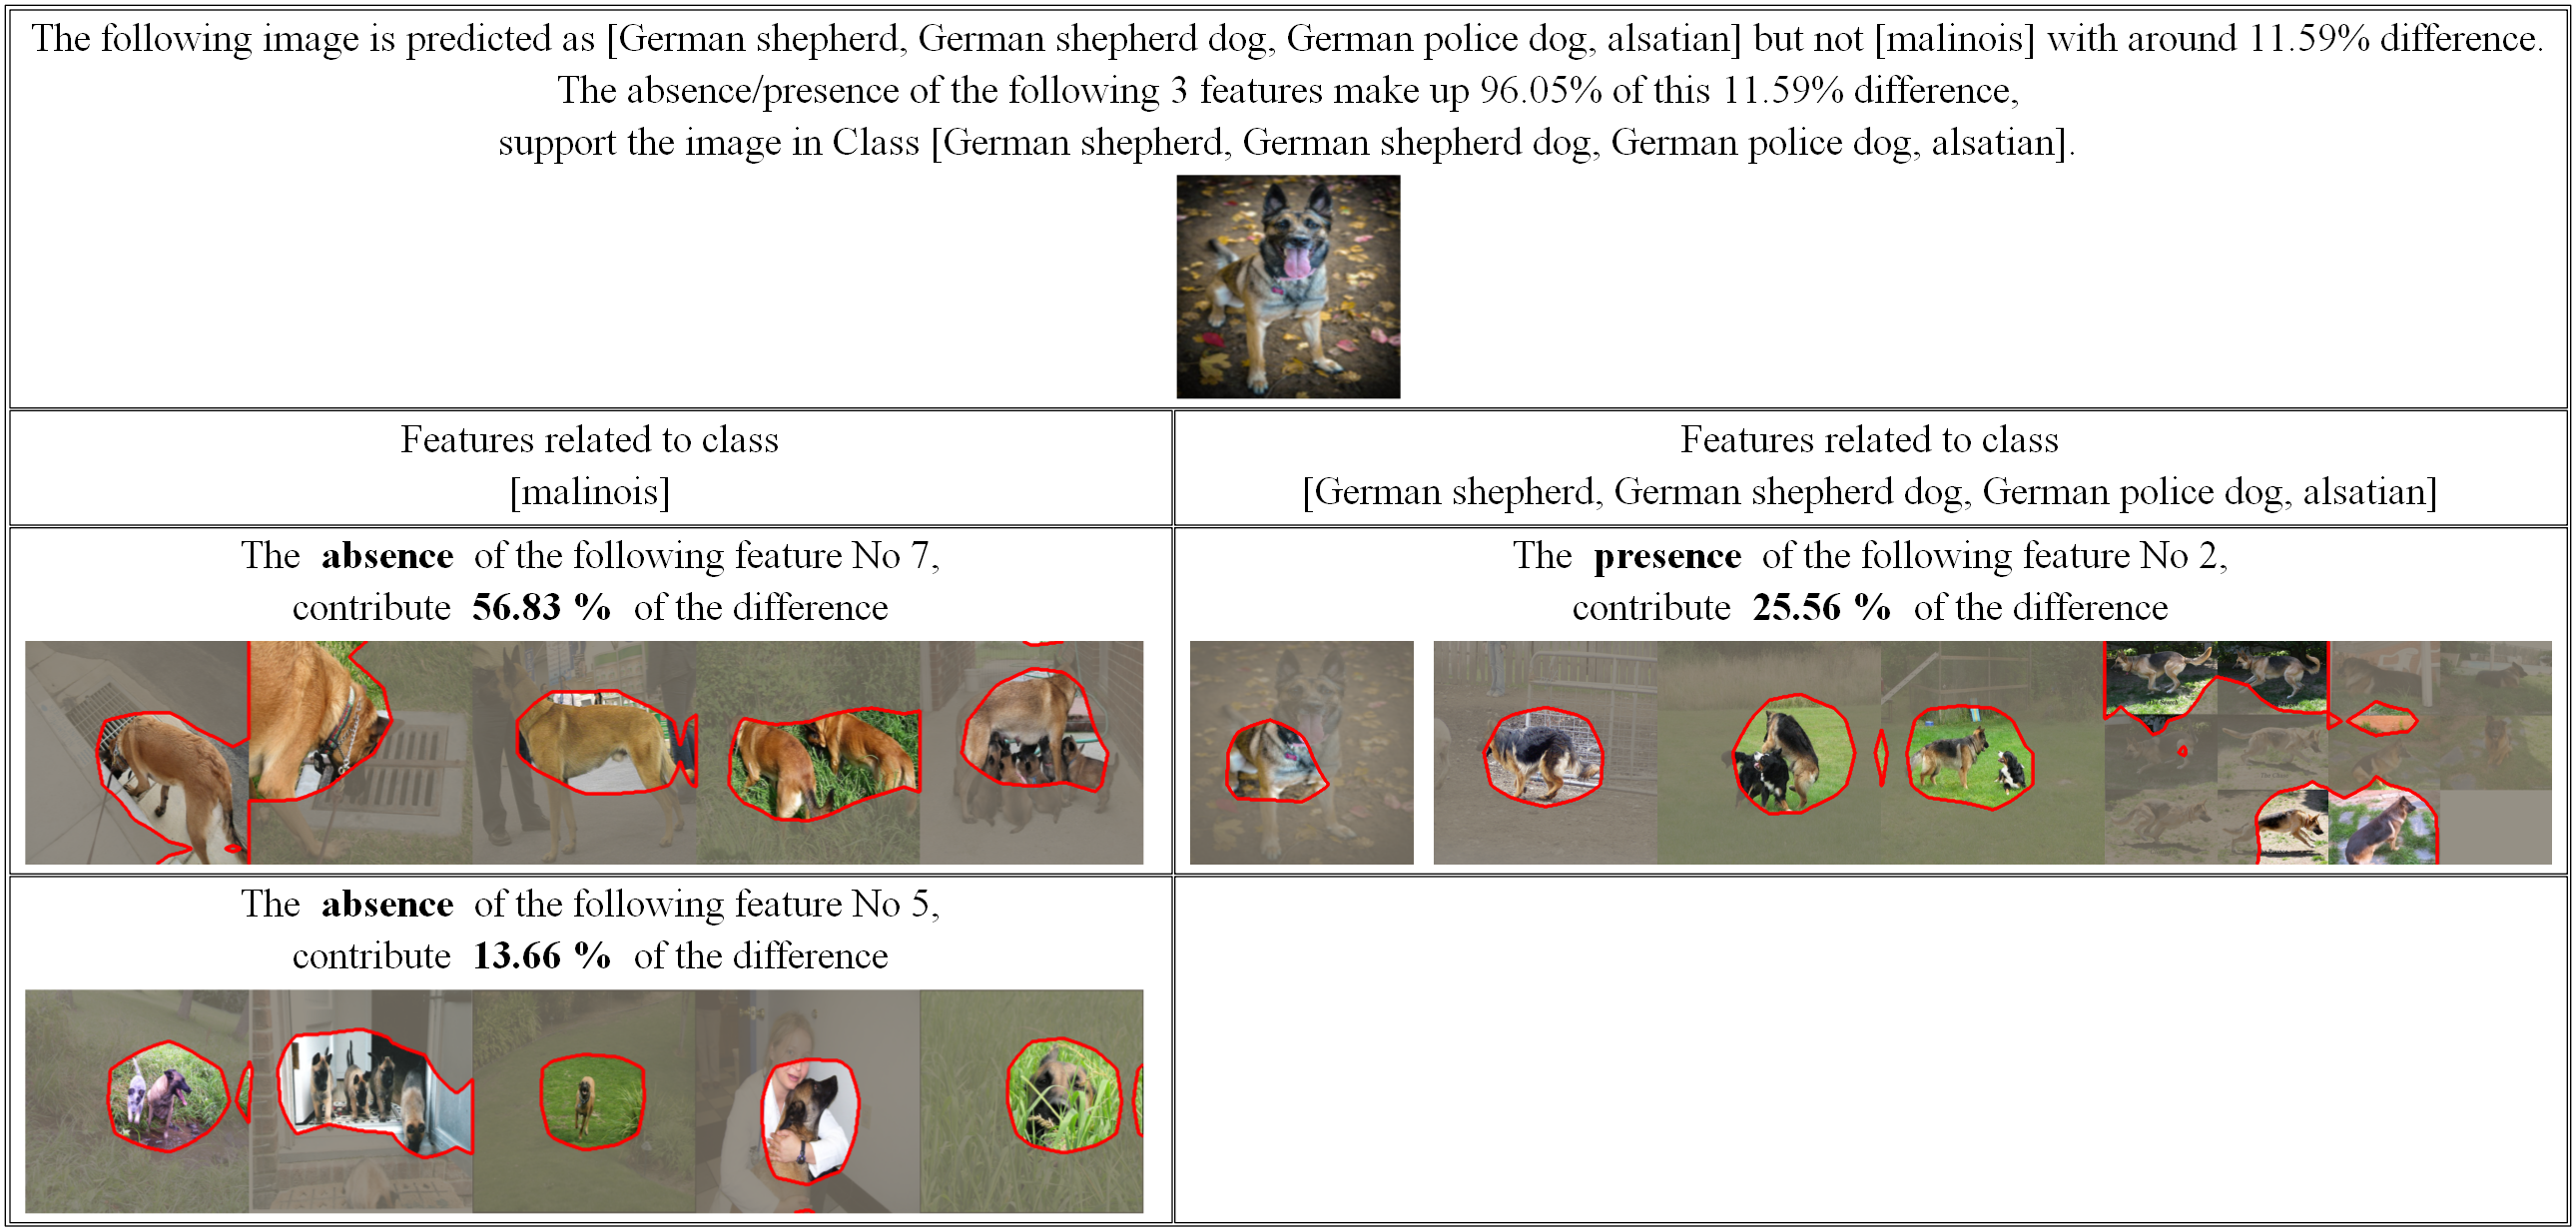 The following image is predicted as [German shepherd, German shepherd dog, German police dog, alsatian] but not [malinois] with around 11.59% difference.
The absence/presence of the following 3 features make up 96.05% of this 11.59% difference,
support the image in Class [German shepherd, German shepherd dog, German police dog, alsatian].
Features related to class
[malinois]
Features related to class
[German shepherd, German shepherd dog, German police dog, alsatian]
The absence of the following feature No 7,
contribute 56.83 % of the difference
The presence of the following feature No 2,
contribute 25.56 % of the difference
The absence of the following feature No 5,
contribute 13.66 % of the difference